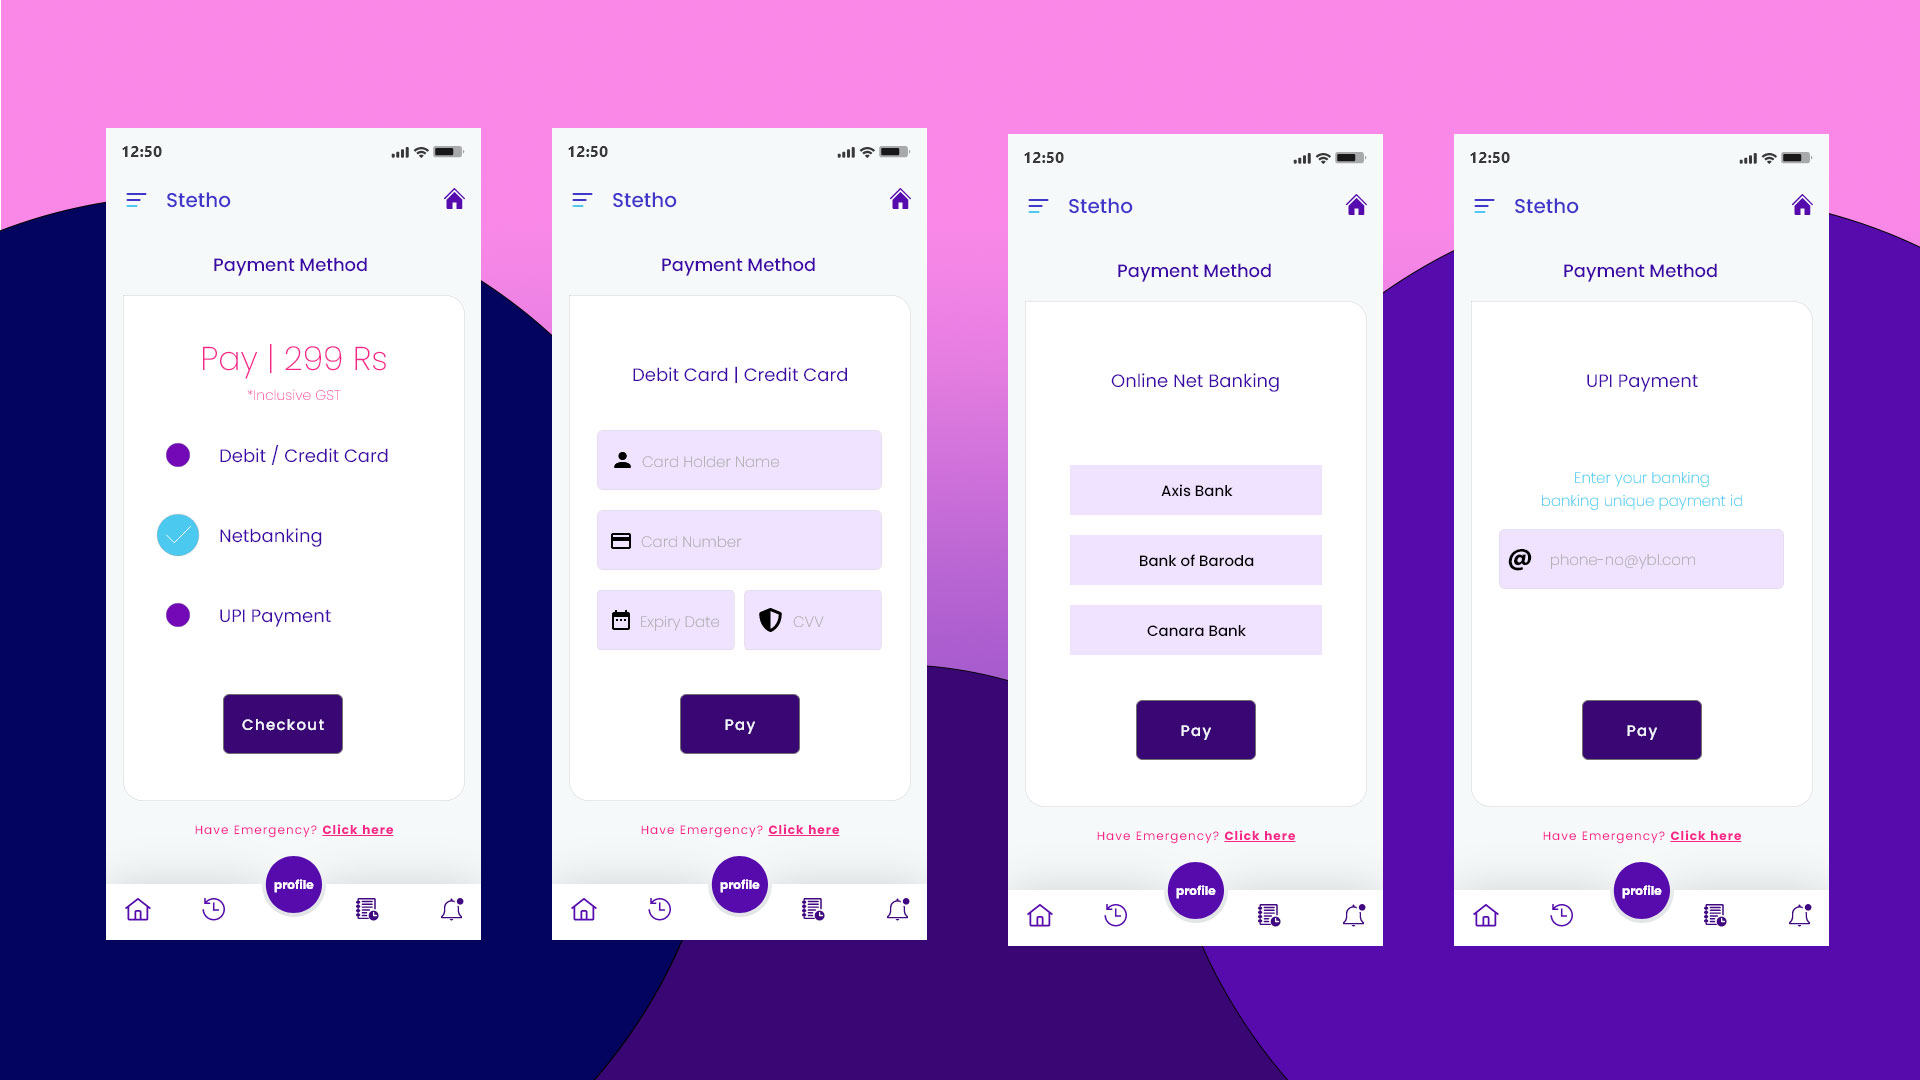 12:50
Stetho
Payment Method
Pay | 299 Rs
*Inclusive GST
Debit / Credit Card
Netbanking
UPI Payment
Checkout
Have Emergency? Click here
profile
12:50
Stetho
Payment Method
Debit Card | Credit Card
Card Holder Name
Card Number
Expiry Date
CVV
Pay
Have Emergency? Click here
profile
12:50
Stetho
Payment Method
Online Net Banking
Axis Bank
Bank of Baroda
Canara Bank
Pay
Have Emergency? Click here
profile
12:50
Stetho
Payment Method
UPI Payment
Enter your banking
banking unique payment id
@ phone-no@ybl.com
Pay
Have Emergency? Click here
profile